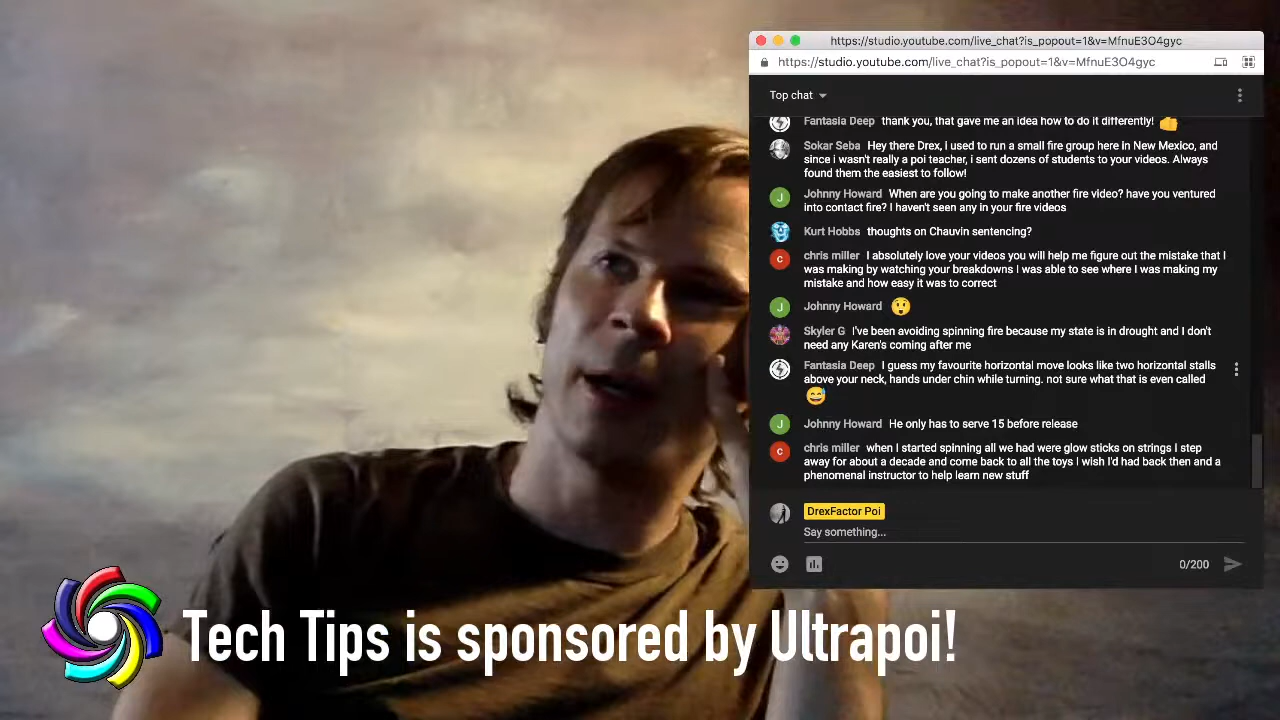 https://studio.youtube.com/live_chat?is_popout=1&v=MfnuE3O4gyc
https://studio.youtube.com/live_chat?is_popout=1&v=MfnuE3O4gyc
Top chat
Fantasia Deep thank you, that gave me an idea how to do it differently!
Sokar Seba Hey there Drex, i used to run a small fire group here in New Mexico, and
since i wasn't really a poi teacher, i sent dozens of students to your videos. Always
found them the easiest to follow!
J Johnny Howard When are you going to make another fire video? have you ventured
into contact fire? I haven't seen any in your fire videos
Kurt Hobbs thoughts on Chauvin sentencing?
C chris miller I absolutely love your videos you will help me figure out the mistake that I
was making by watching your breakdowns I was able to see where I was making my
mistake and how easy it was to correct
J Johnny Howard
Skyler G I've been avoiding spinning fire because my state is in drought and I don't
need any Karen's coming after me
Fantasia Deep I guess my favourite horizontal move looks like two horizontal stalls
above your neck, hands under chin while turning. not sure what that is even called
J Johnny Howard He only has to serve 15 before release
C chris miller when I started spinning all we had were glow sticks on strings I step
away for about a decade and come back to all the toys I wish I'd had back then and a
phenomenal instructor to help learn new stuff
DrexFactor Poi
Say something...
0/200
Tech Tips is sponsored by Ultrapoi!